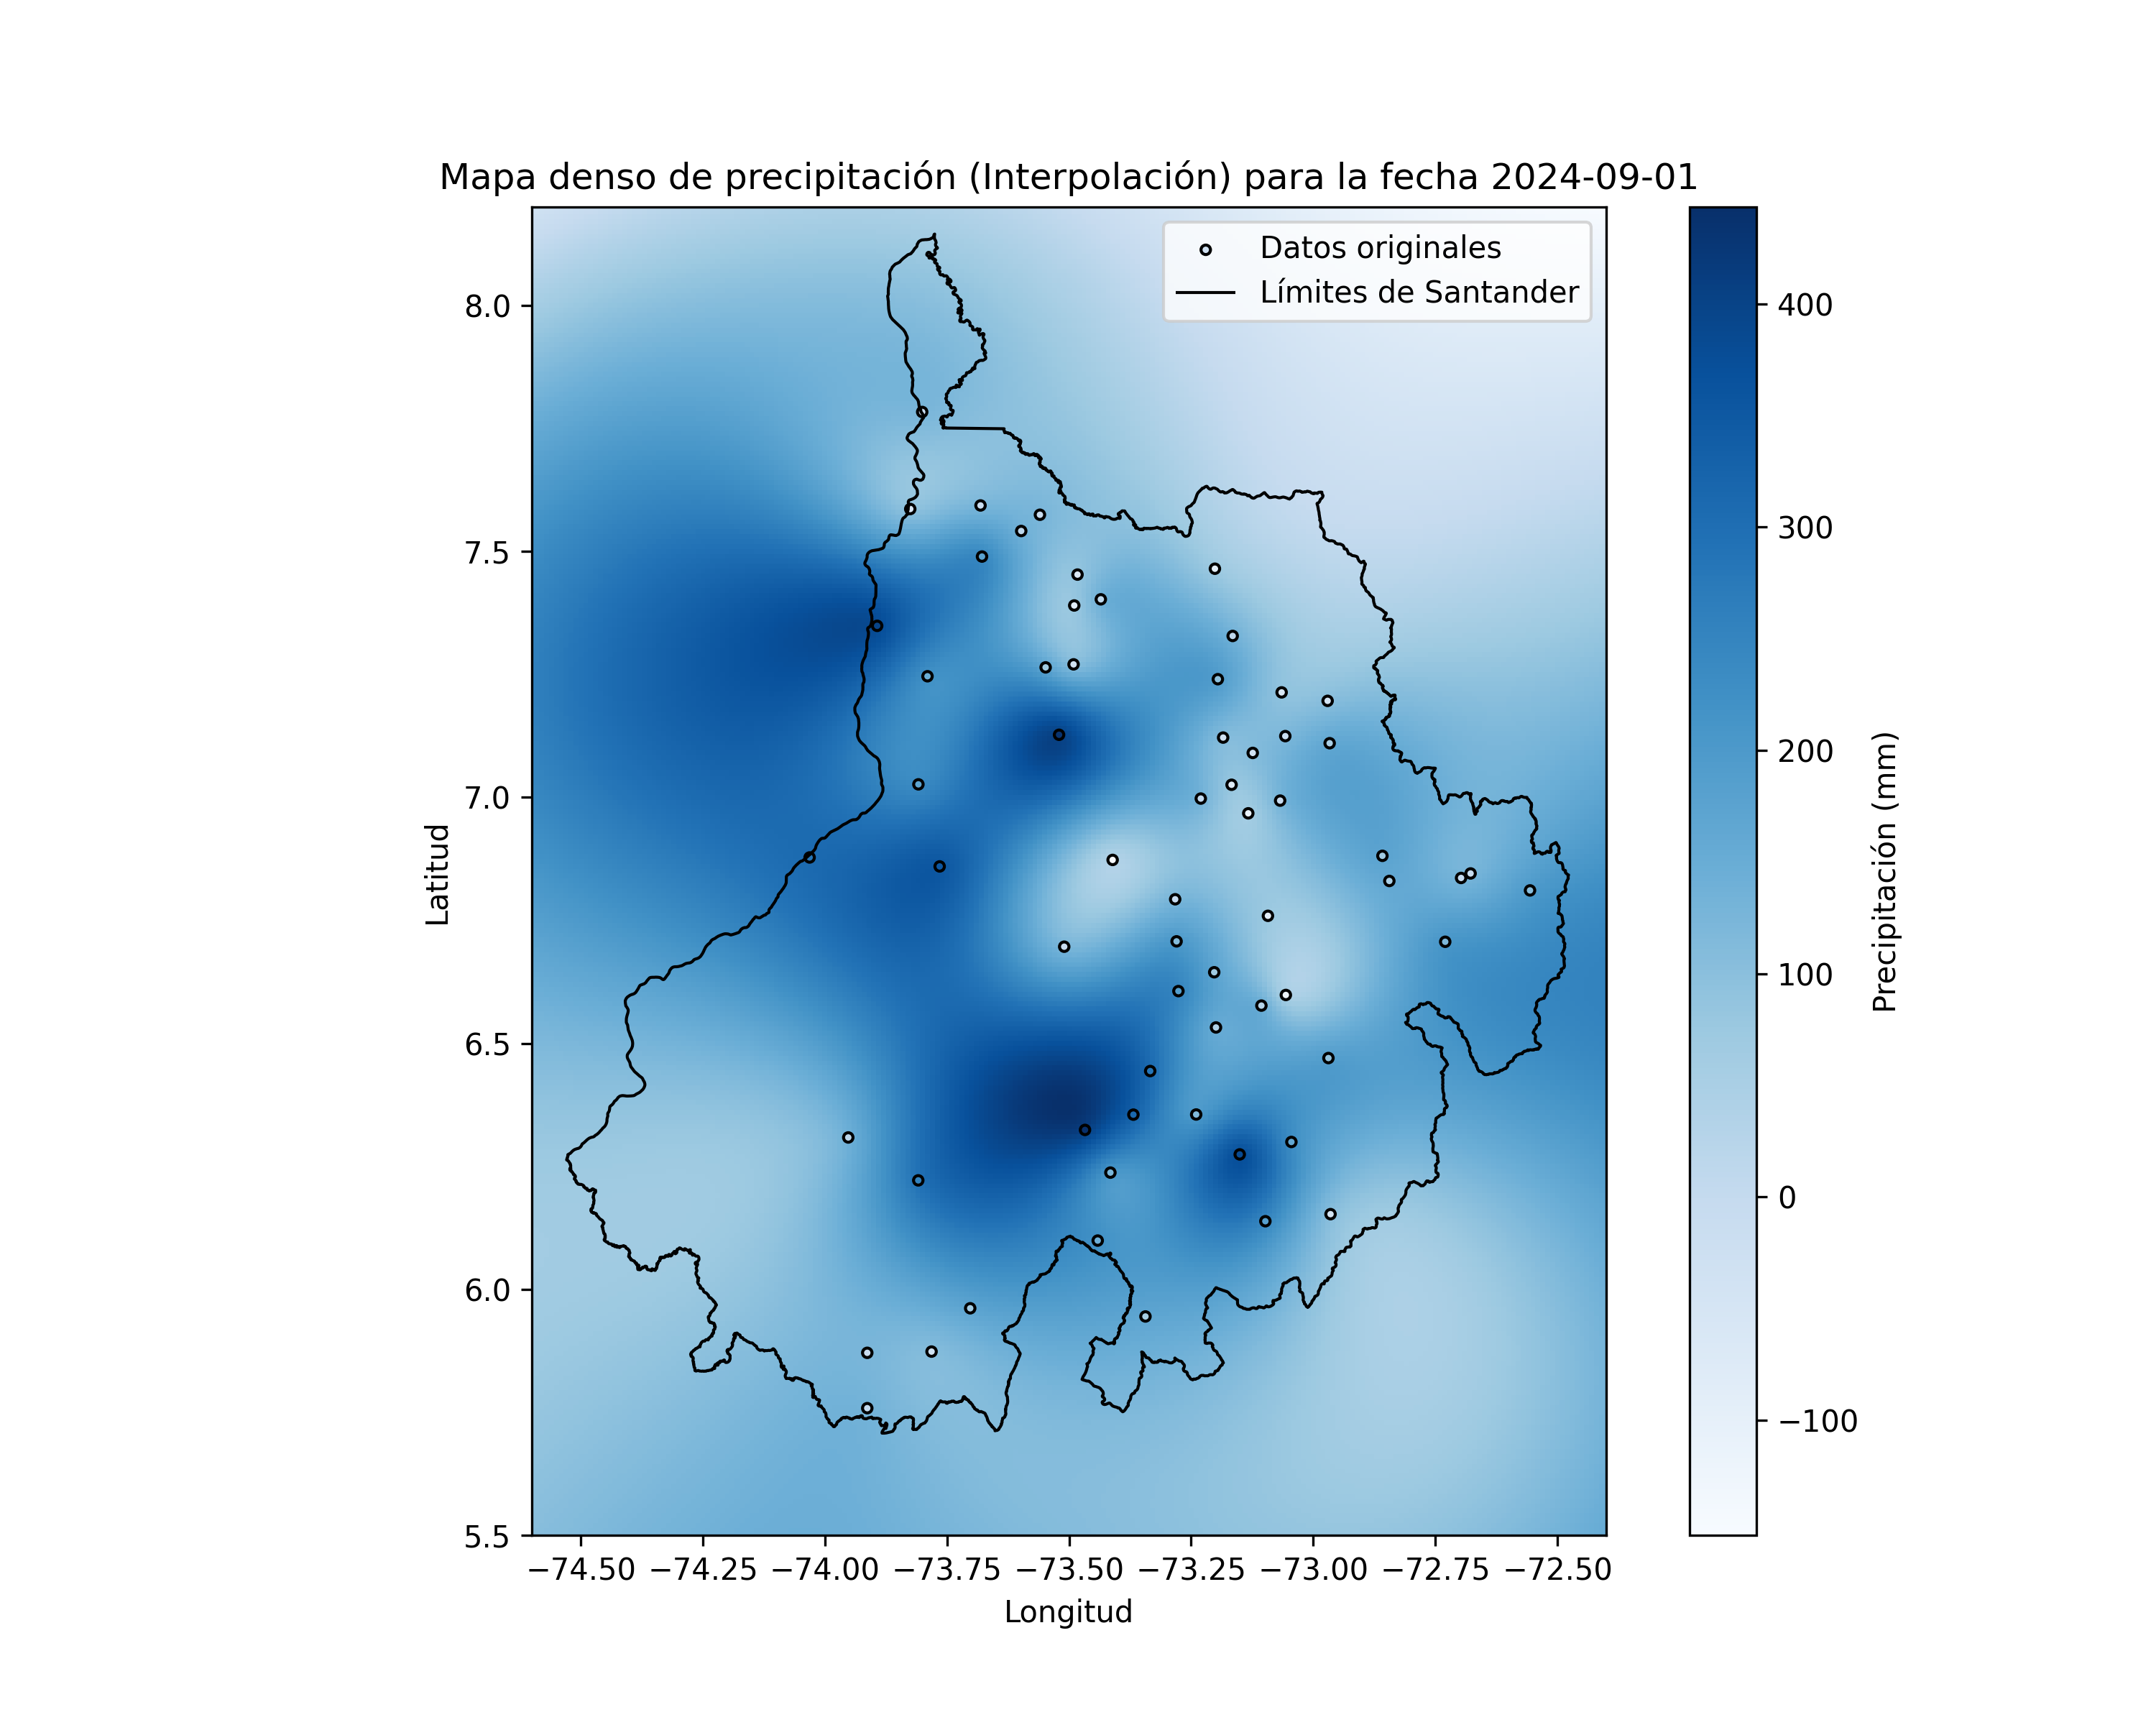 Mapa denso de precipitación (Interpolación) para la fecha 2024-09-01
Datos originales
Límites de Santander
8.0
7.5
7.0
6.5
6.0
5.5
Latitud
−74.50 −74.25 −74.00 −73.75 −73.50 −73.25 −73.00 −72.75 −72.50
Longitud
400
300
200
100
0
−100
Precipitación (mm)